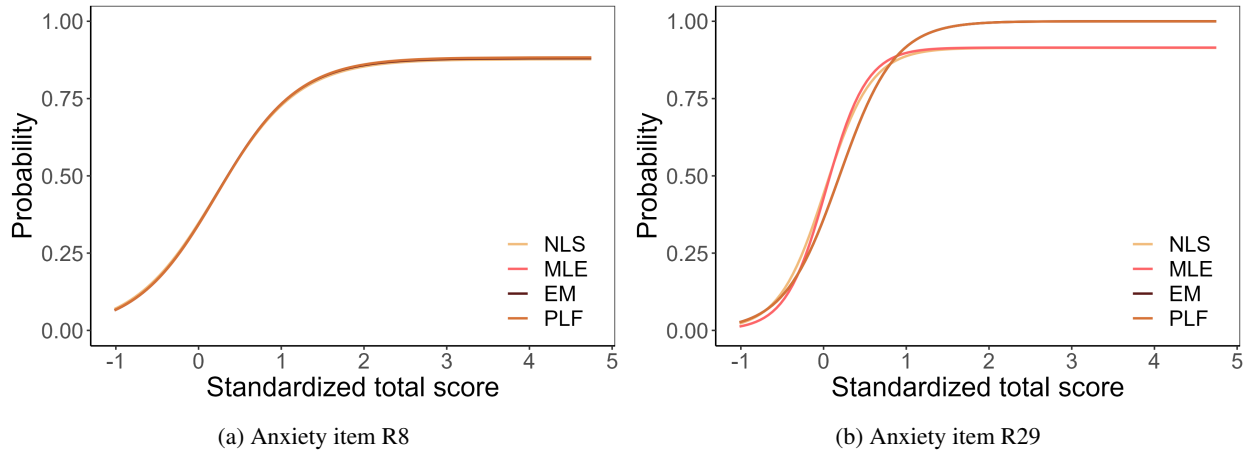 1.00
0.75
0.50
0.25
0.00
Probability
-1 0 1 2 3 4 5
Standardized total score
NLS
MLE
EM
PLF
(a) Anxiety item R8
1.00
0.75
0.50
0.25
0.00
Probability
-1 0 1 2 3 4 5
Standardized total score
NLS
MLE
EM
PLF
(b) Anxiety item R29